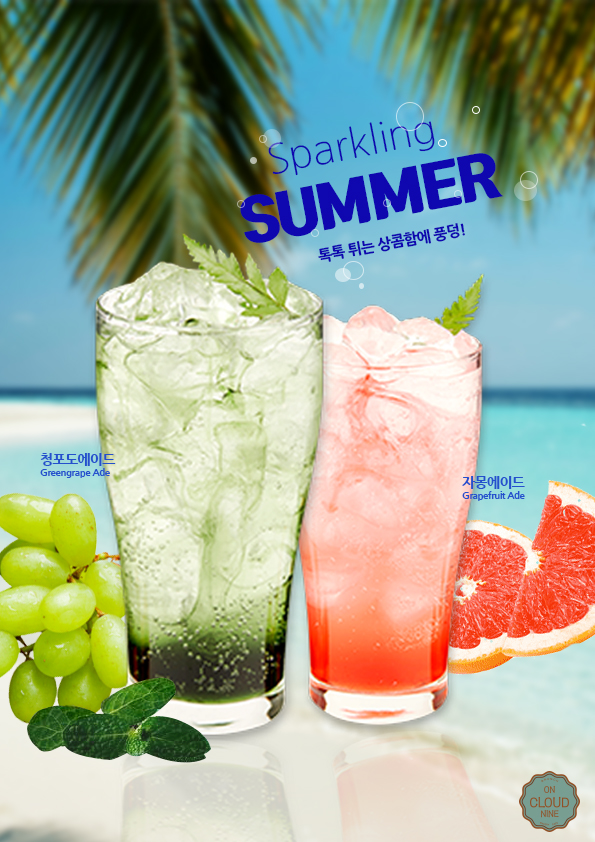 Sparkling
SUMMER
톡톡 튀는 상콤함에 풍덩!
청포도에이드
Greengrape Ade
자몽에이드
Grapefruit Ade
ON
CLOUD
NINE